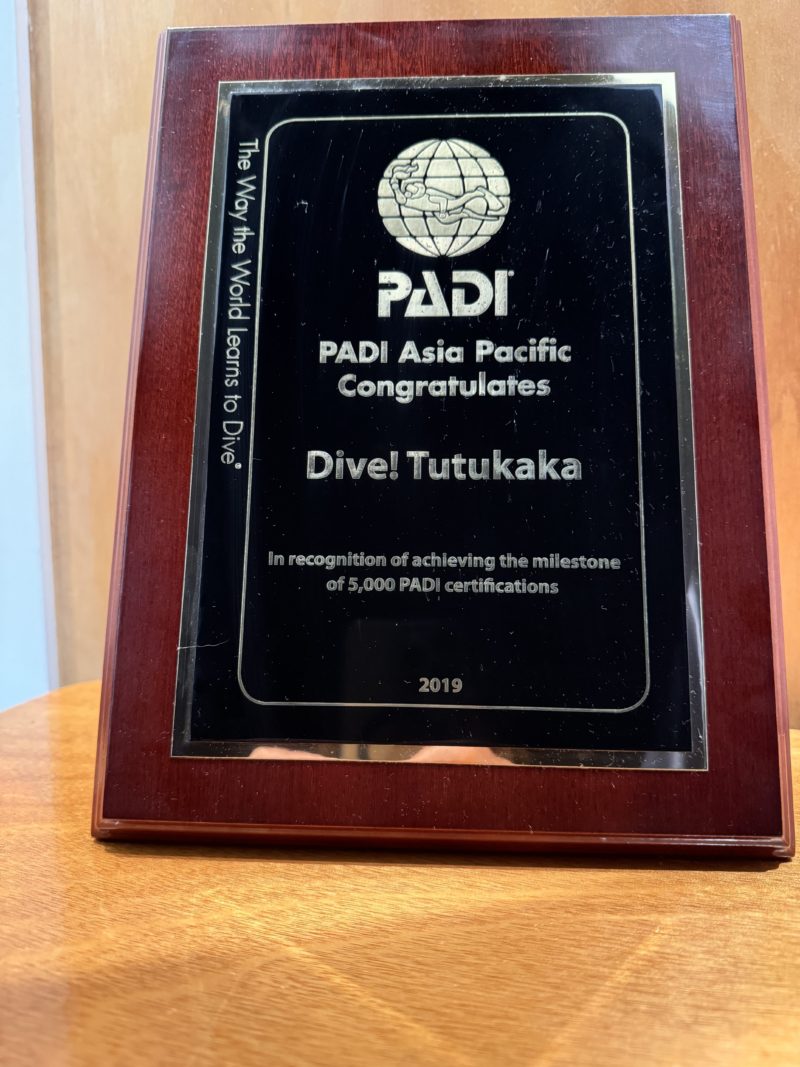 The Way the World Learns to Dive®
PADI®
PADI Asia Pacific
Congratulates
Dive! Tutukaka
In recognition of achieving the milestone
of 5,000 PADI certifications
2019